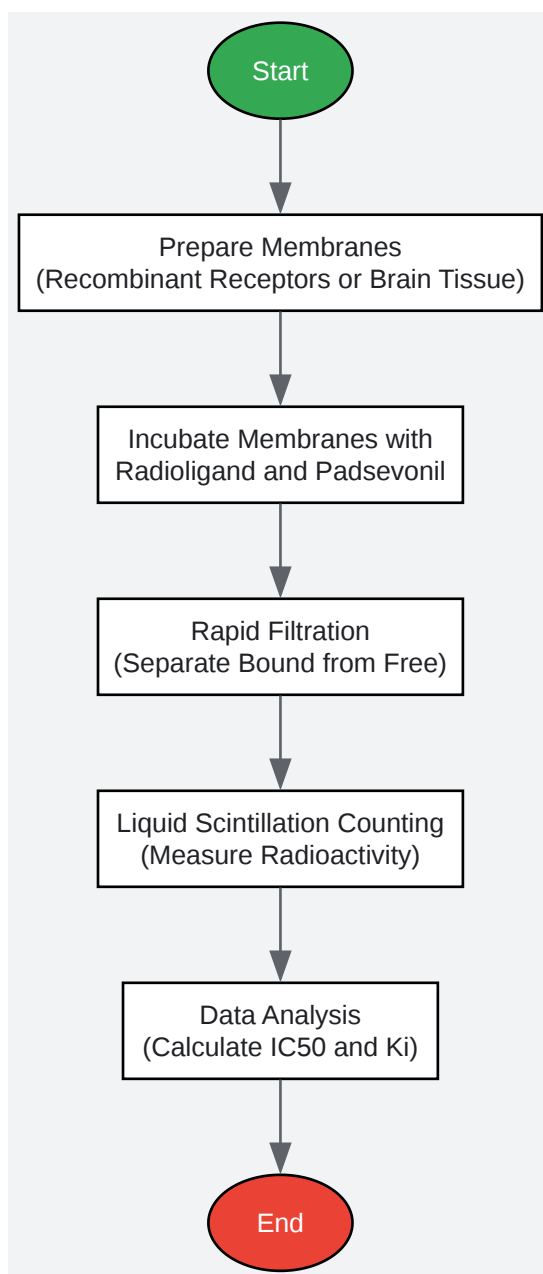 Start
Prepare Membranes
(Recombinant Receptors or Brain Tissue)
Incubate Membranes with
Radioligand and Padsevonil
Rapid Filtration
(Separate Bound from Free)
Liquid Scintillation Counting
(Measure Radioactivity)
Data Analysis
(Calculate IC50 and Ki)
End